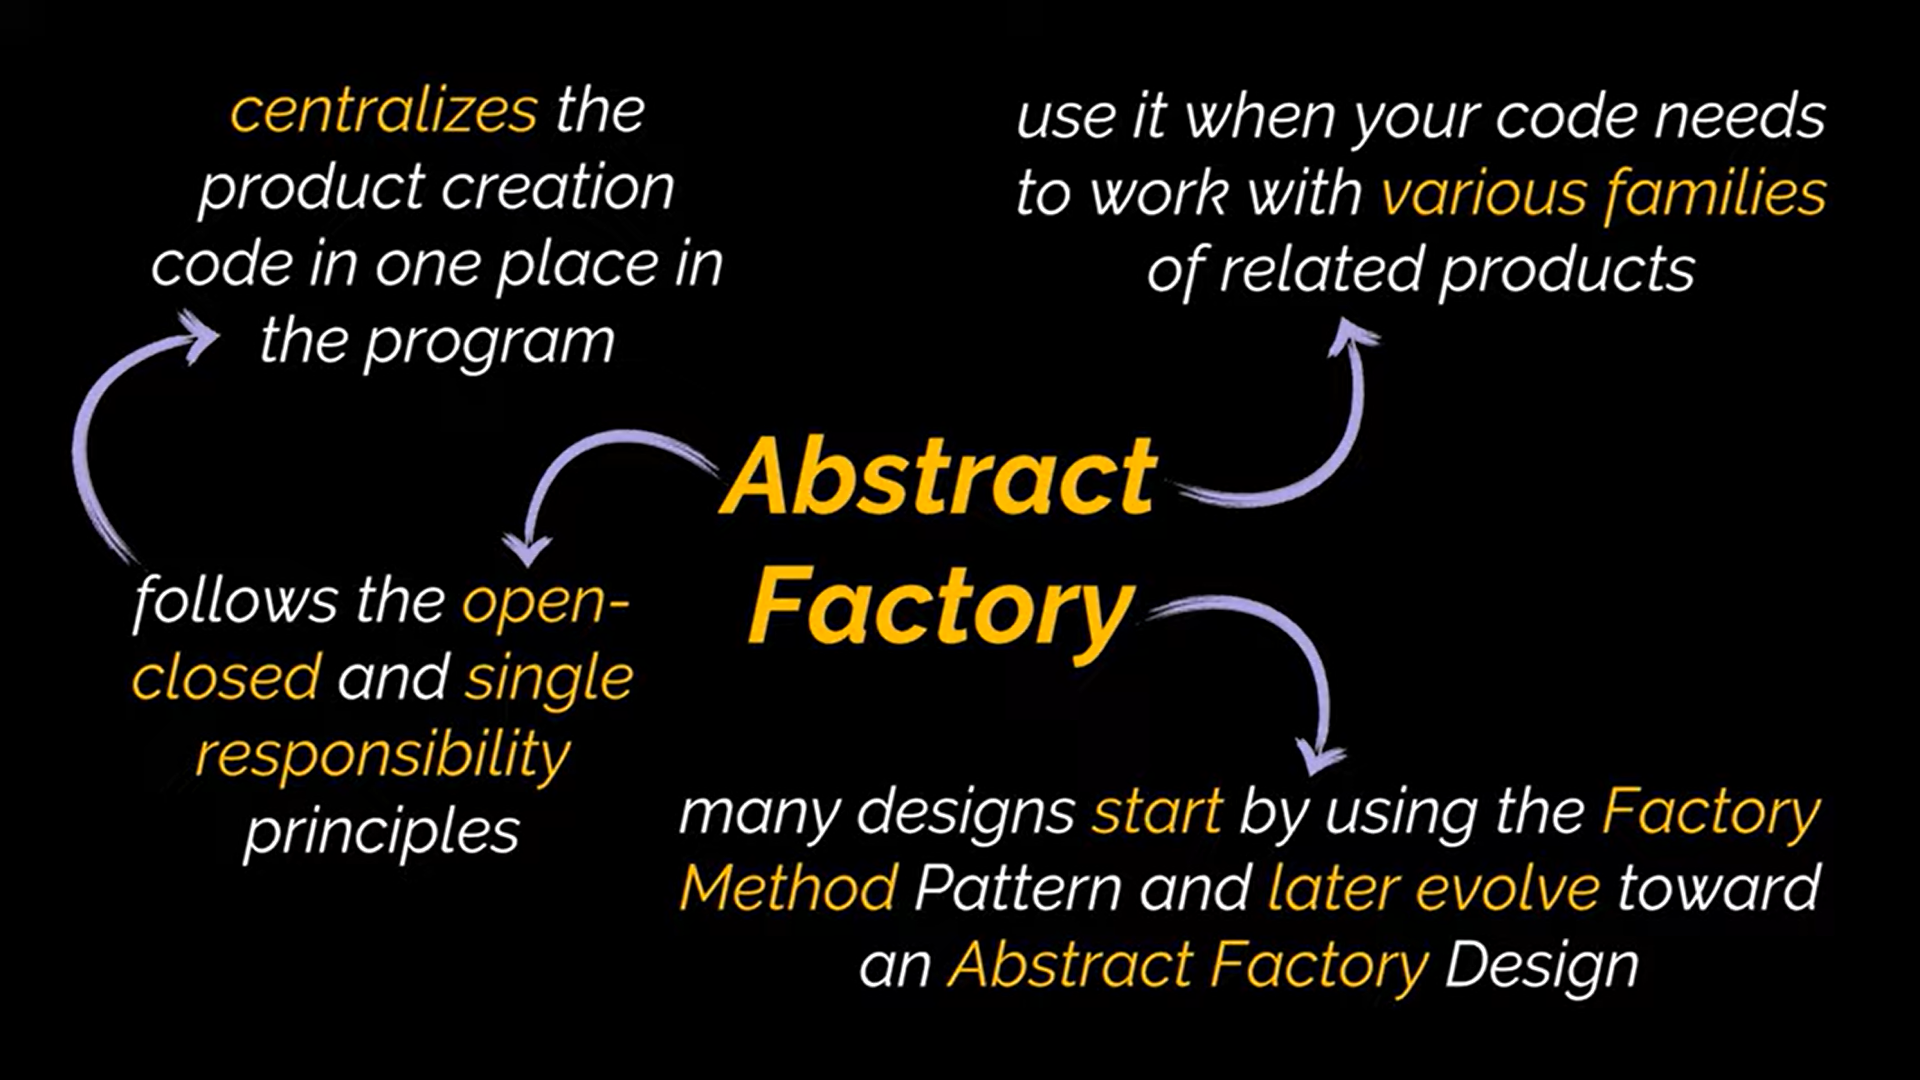 centralizes the
product creation
code in one place in
the program
use it when your code needs
to work with various families
of related products
Abstract
Factory
follows the open-
closed and single
responsibility
principles
many designs start by using the Factory
Method Pattern and later evolve toward
an Abstract Factory Design